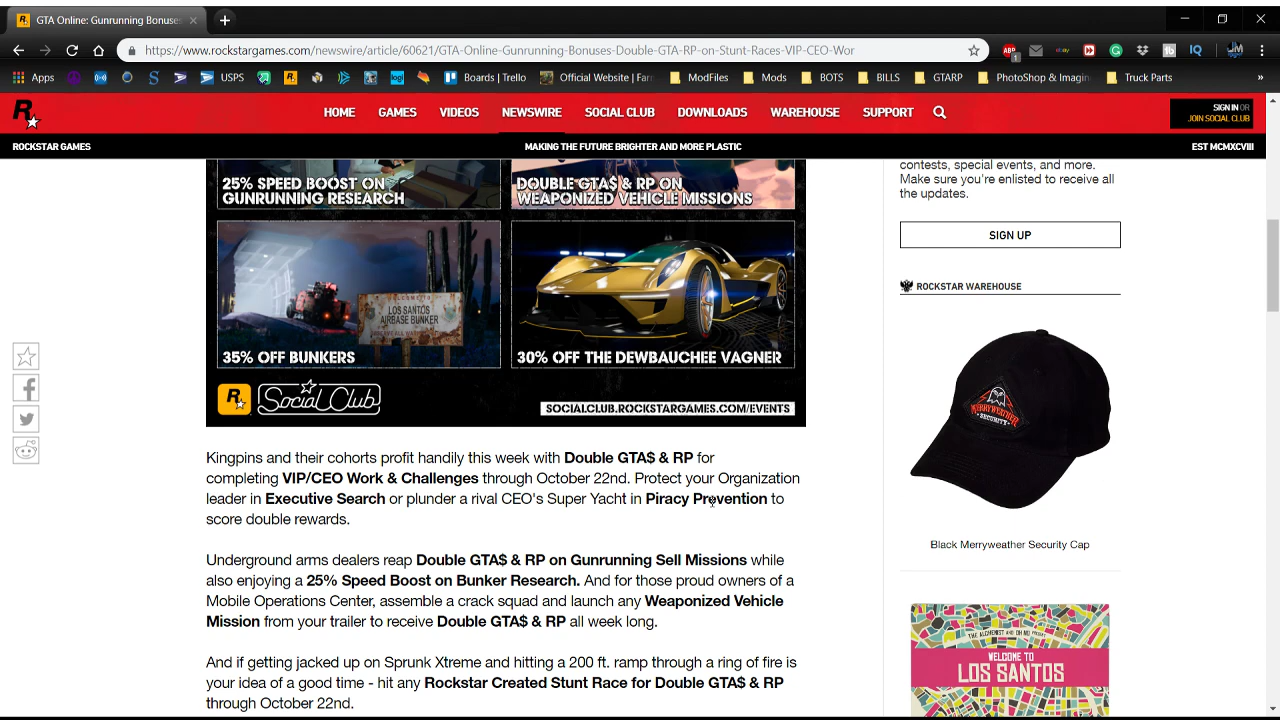 GTA Online: Gunrunning Bonuses
https://www.rockstargames.com/newswire/article/60621/GTA-Online-Gunrunning-Bonuses-Double-GTA-RP-on-Stunt-Races-VIP-CEO-Wor
ABP
1
ebay
IQ
JM
Apps
USPS
logi
Boards | Trello
Official Website | Far
ModFiles
Mods
BOTS
BILLS
GTARP
PhotoShop & Imagin
Truck Parts
»
HOME
GAMES
VIDEOS
NEWSWIRE
SOCIAL CLUB
DOWNLOADS
WAREHOUSE
SUPPORT
SIGN IN OR
JOIN SOCIAL CLUB
ROCKSTAR GAMES
MAKING THE FUTURE BRIGHTER AND MORE PLASTIC
EST MCMXCVIII
25% SPEED BOOST ON
GUNRUNNING RESEARCH
DOUBLE GTA$ & RP ON
WEAPONIZED VEHICLE MISSIONS
LOS SANTOS
AIRBASE BUNKER
35% OFF BUNKERS
30% OFF THE DEWBAUCHEE VAGNER
R
Social Club
SOCIALCLUB.ROCKSTARGAMES.COM/EVENTS
Kingpins and their cohorts profit handily this week with Double GTA$ & RP for
completing VIP/CEO Work & Challenges through October 22nd. Protect your Organization
leader in Executive Search or plunder a rival CEO's Super Yacht in Piracy Prevention to
score double rewards.
Underground arms dealers reap Double GTA$ & RP on Gunrunning Sell Missions while
also enjoying a 25% Speed Boost on Bunker Research. And for those proud owners of a
Mobile Operations Center, assemble a crack squad and launch any Weaponized Vehicle
Mission from your trailer to receive Double GTA$ & RP all week long.
And if getting jacked up on Sprunk Xtreme and hitting a 200 ft. ramp through a ring of fire is
your idea of a good time - hit any Rockstar Created Stunt Race for Double GTA$ & RP
through October 22nd.
contests, special events, and more.
Make sure you're enlisted to receive all
the updates.
SIGN UP
ROCKSTAR WAREHOUSE
MERRYWEATHER
SECURITY
Black Merryweather Security Cap
WELCOME TO
LOS SANTOS